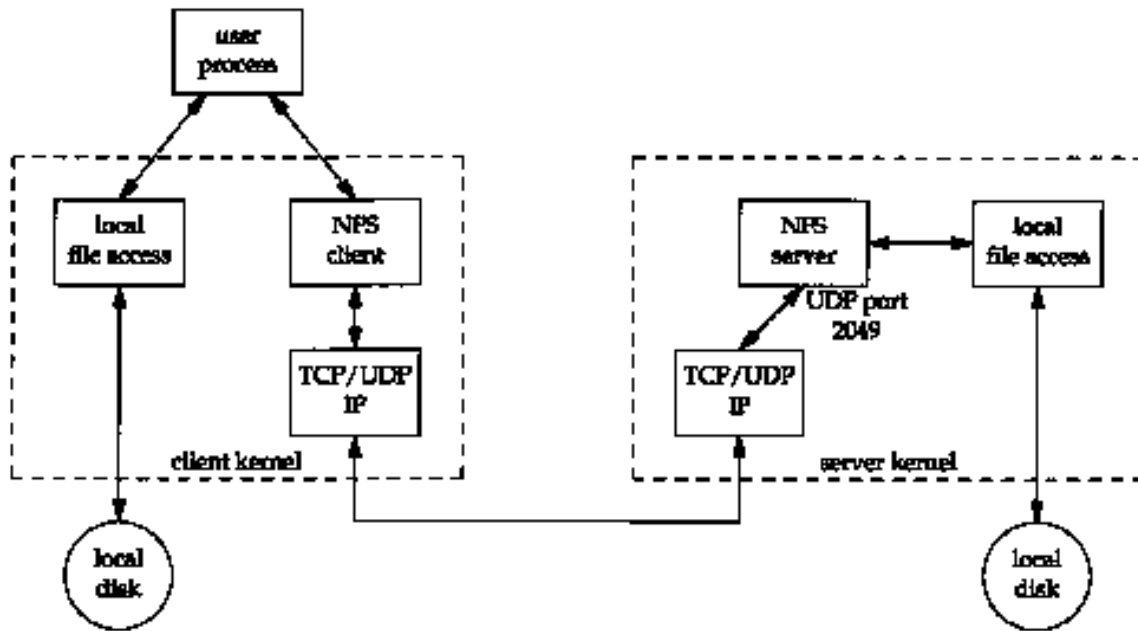 user
process
local
file access
NFS
client
NFS
server
local
file access
UDP port
2049
TCP/UDP
IP
TCP/UDP
IP
client kernel
server kernel
local
disk
local
disk